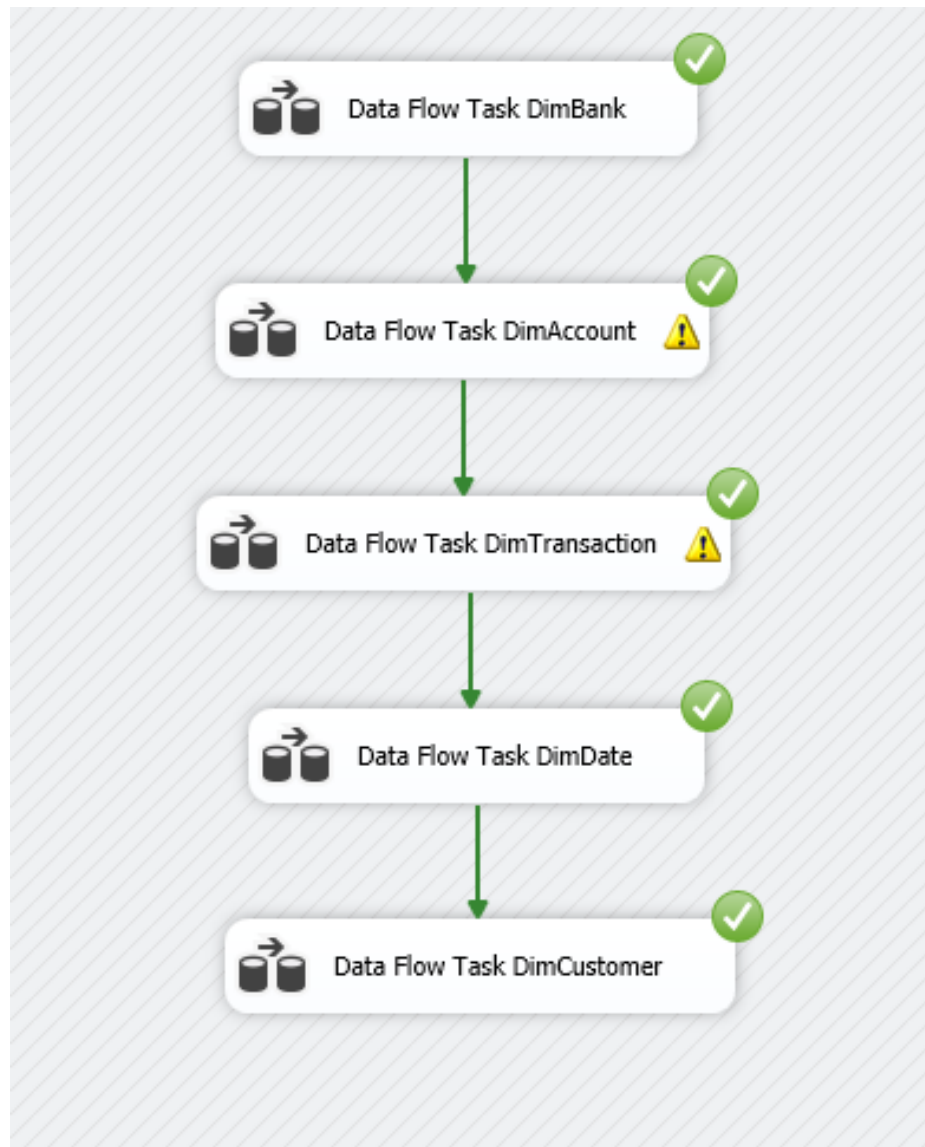 Data Flow Task DimBank
Data Flow Task DimAccount
Data Flow Task DimTransaction
Data Flow Task DimDate
Data Flow Task DimCustomer